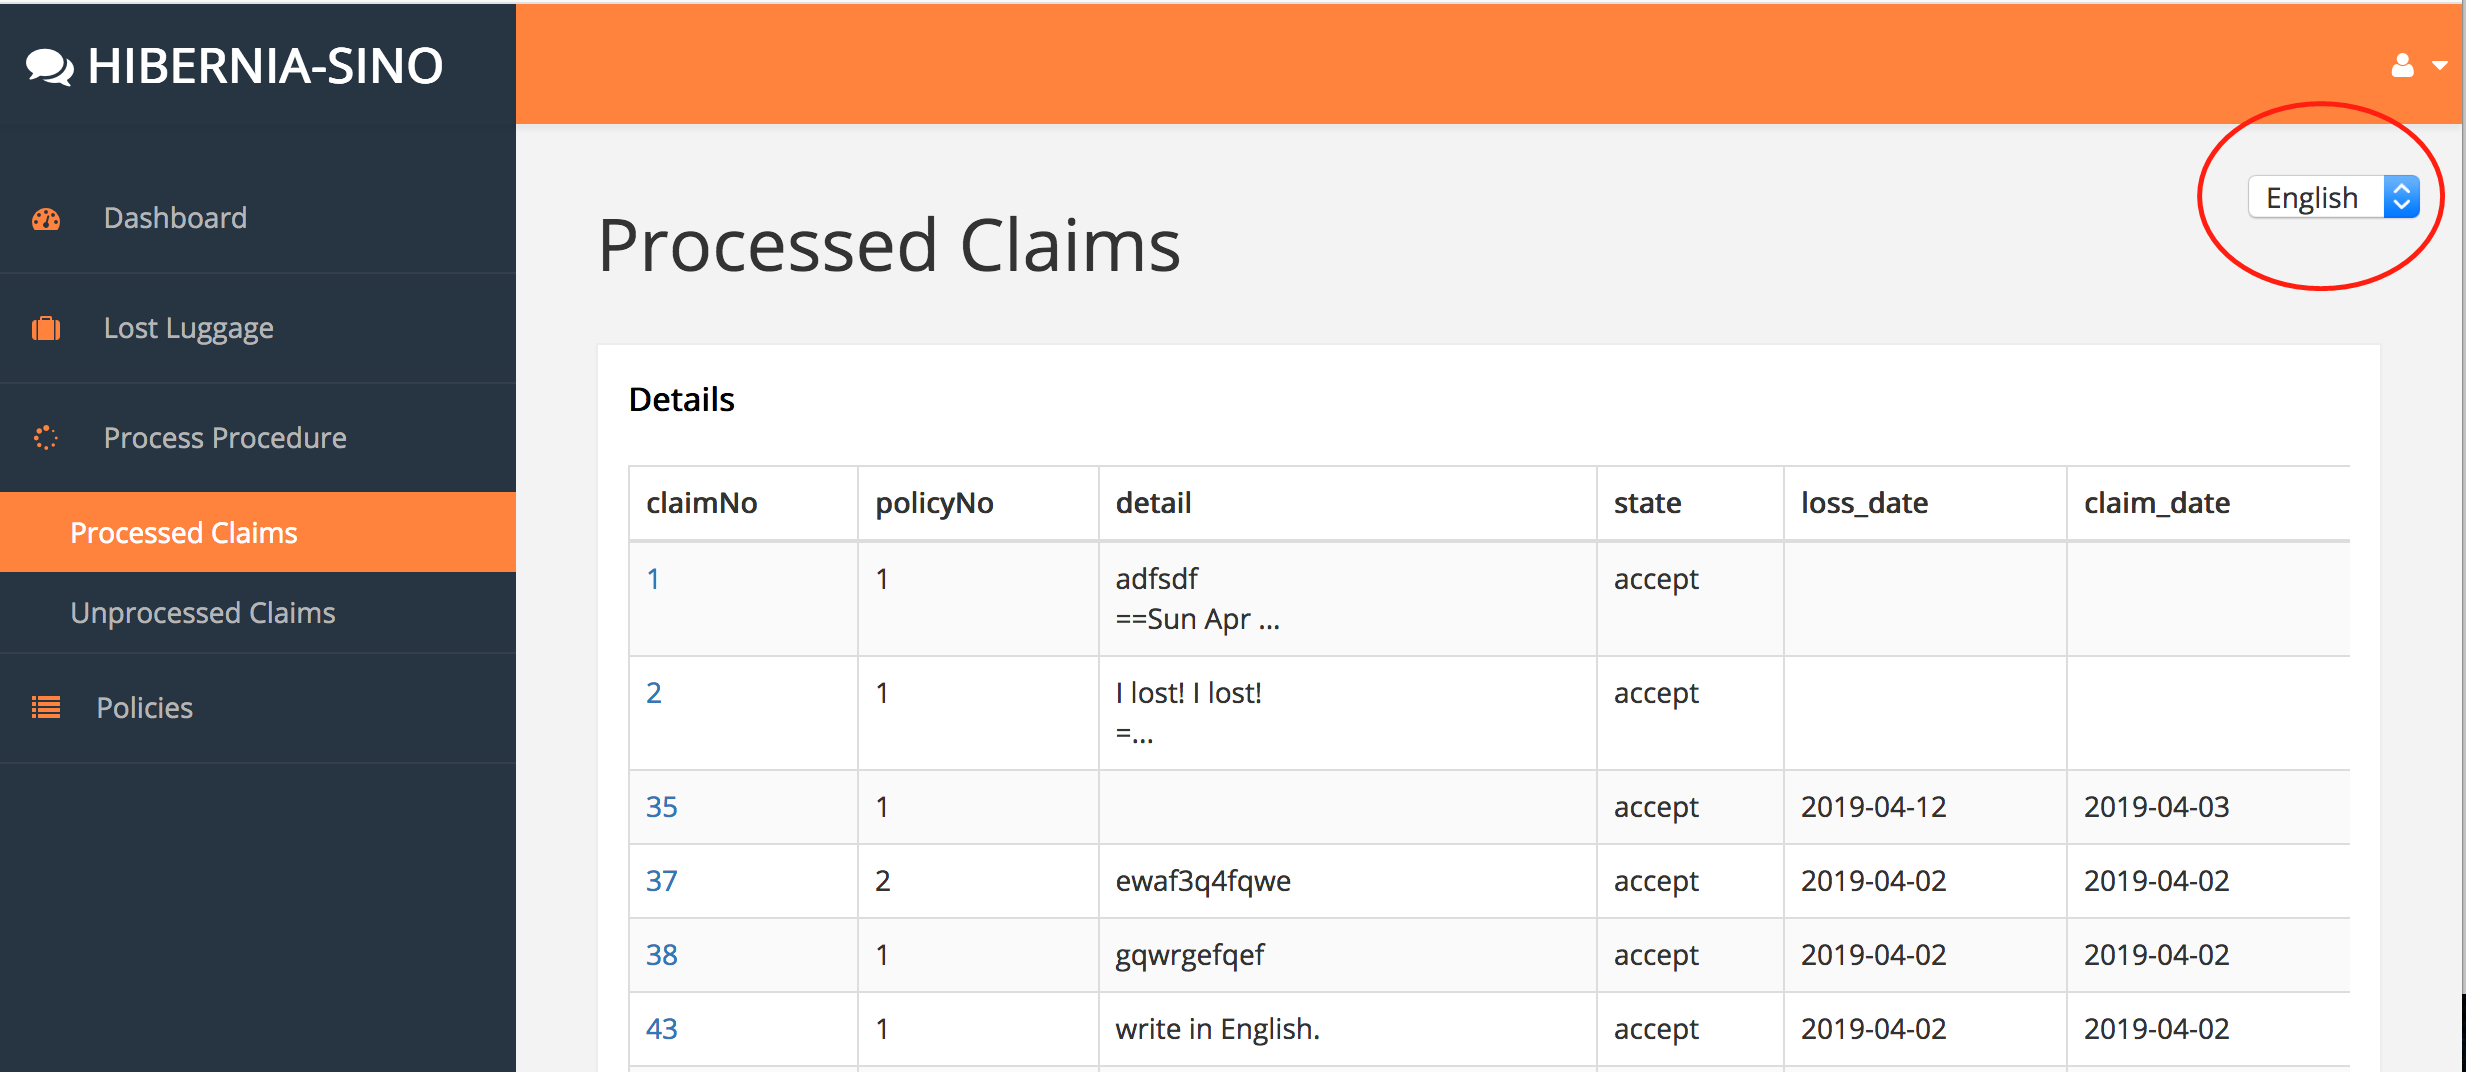 HIBERNIA-SINO
Dashboard
Lost Luggage
Process Procedure
Processed Claims
Unprocessed Claims
Policies
English
Processed Claims
Details
claimNo policyNo detail state loss_date claim_date
1 1 adfsdf accept
==Sun Apr ...
2 1 I lost! I lost! accept
=...
35 1 accept 2019-04-12 2019-04-03
37 2 ewaf3q4fqwe accept 2019-04-02 2019-04-02
38 1 gqwrgefqef accept 2019-04-02 2019-04-02
43 1 write in English. accept 2019-04-02 2019-04-02